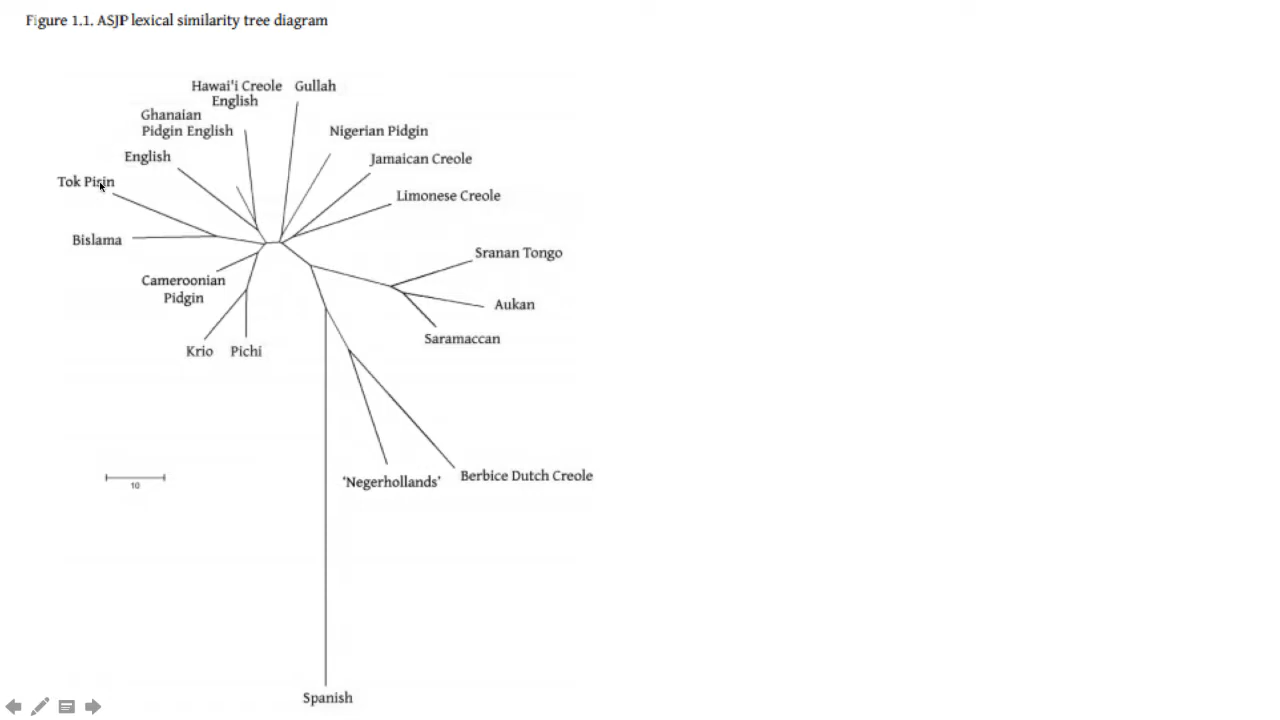 Figure 1.1. ASJP lexical similarity tree diagram
Hawai'i Creole
English
Gullah
Ghanaian
Pidgin English
Nigerian Pidgin
English
Jamaican Creole
Tok Pisin
Limonese Creole
Bislama
Sranan Tongo
Cameroonian
Pidgin
Aukan
Saramaccan
Krio
Pichi
10
'Negerhollands'
Berbice Dutch Creole
Spanish